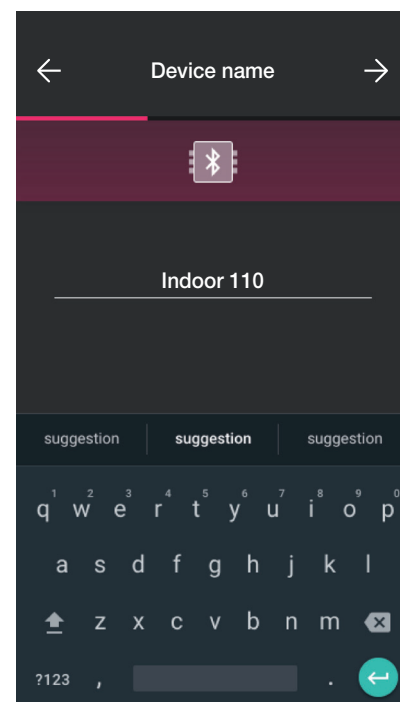 Device name
Indoor 110
suggestion suggestion suggestion
1 2 3 4 5 6 7 8 9 0
q w e r t y u i o p
a s d f g h j k l
z x c v b n m
?123 , .